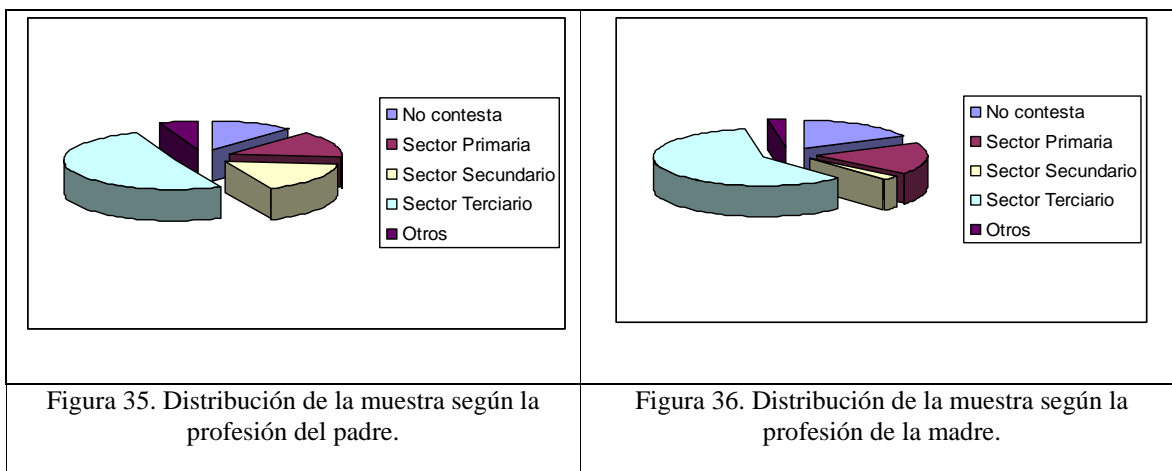 No contesta
Sector Primaria
Sector Secundario
Sector Terciario
Otros
No contesta
Sector Primaria
Sector Secundario
Sector Terciario
Otros
Figura 35. Distribución de la muestra según la
profesión del padre.
Figura 36. Distribución de la muestra según la
profesión de la madre.